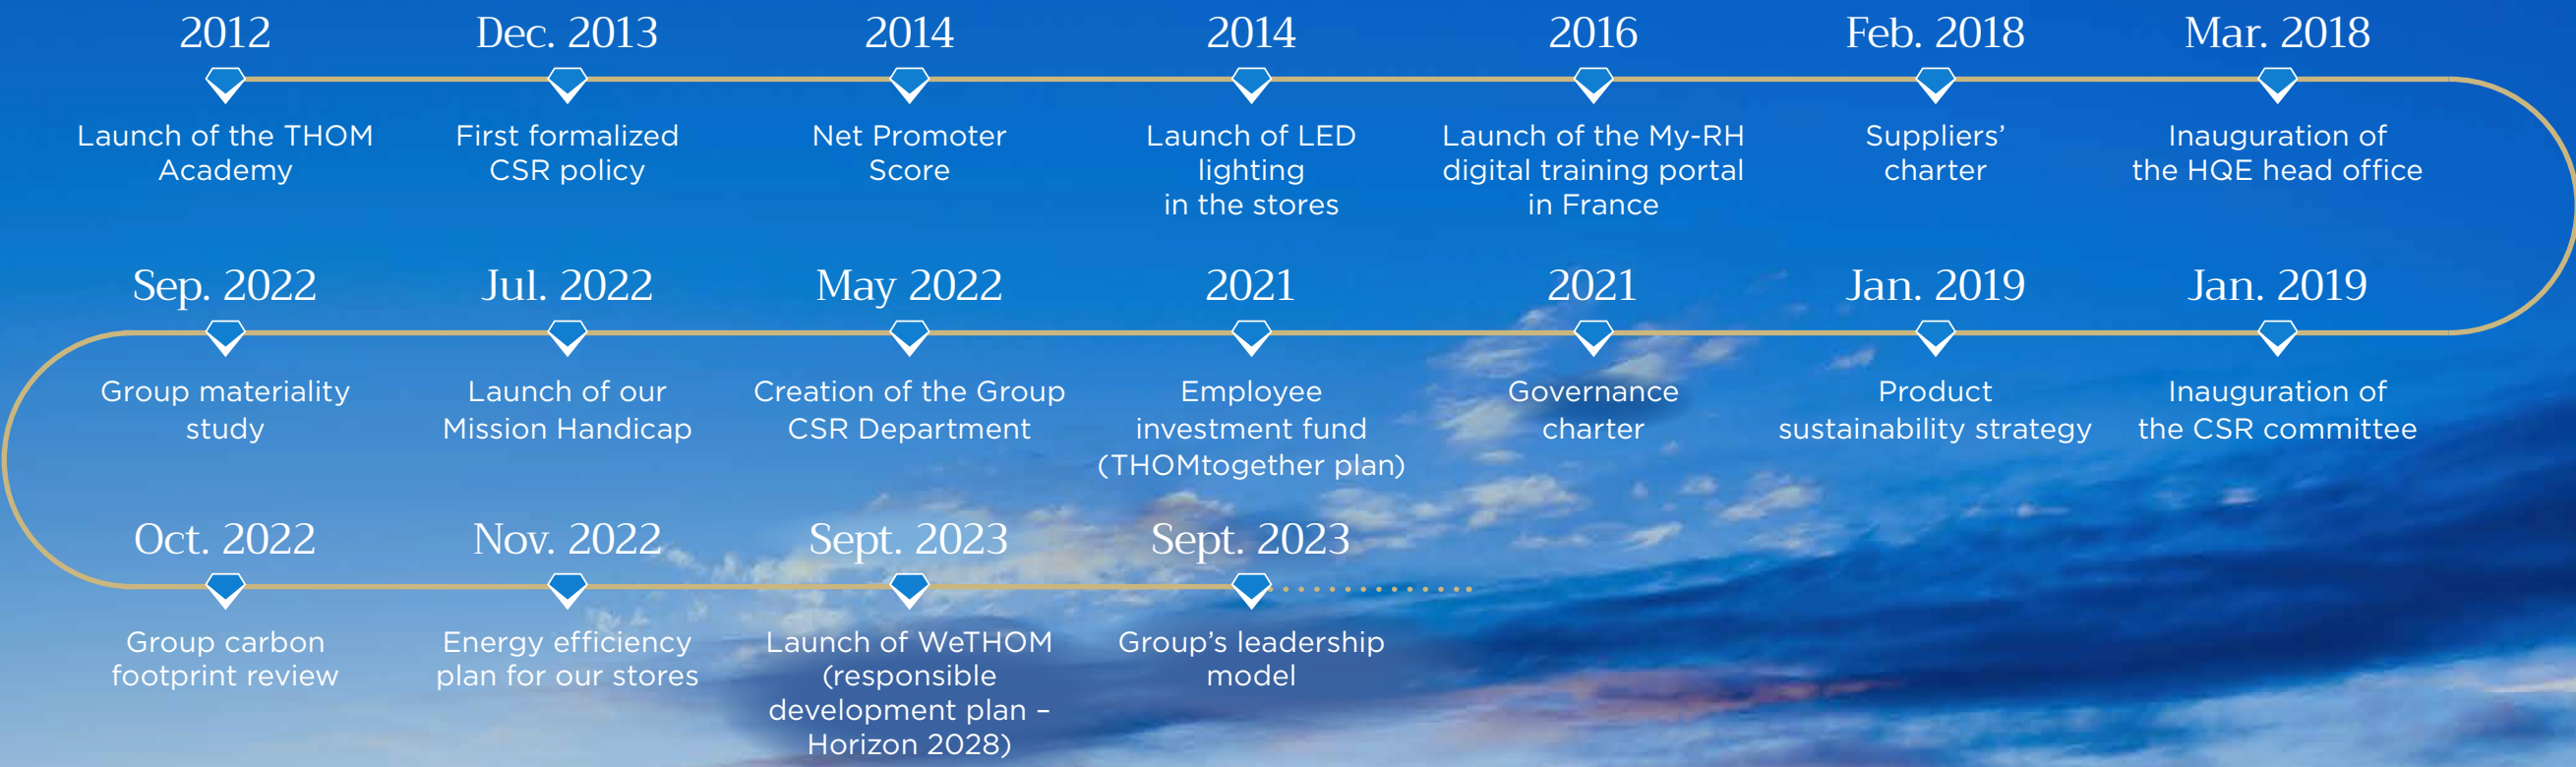 2012
Launch of the THOM
Academy
Dec. 2013
First formalized
CSR policy
2014
Net Promoter
Score
2014
Launch of LED
lighting
in the stores
2016
Launch of the My-RH
digital training portal
in France
Feb. 2018
Suppliers’
charter
Mar. 2018
Inauguration of
the HQE head office
Jan. 2019
Inauguration of
the CSR committee
Jan. 2019
Product
sustainability strategy
2021
Governance
charter
2021
Employee
investment fund
(THOMtogether plan)
May 2022
Creation of the Group
CSR Department
Jul. 2022
Launch of our
Mission Handicap
Sep. 2022
Group materiality
study
Oct. 2022
Group carbon
footprint review
Nov. 2022
Energy efficiency
plan for our stores
Sept. 2023
Launch of WeTHOM
(responsible
development plan –
Horizon 2028)
Sept. 2023
Group’s leadership
model